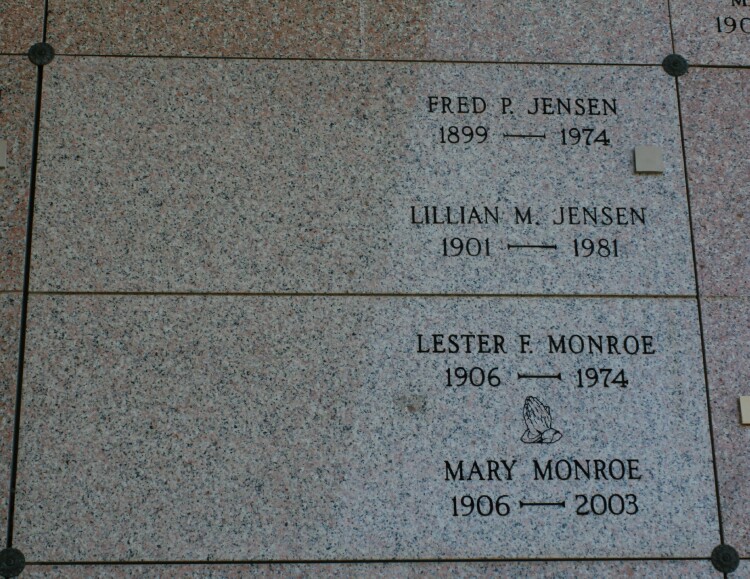 FRED P. JENSEN
1899 — 1974
LILLIAN M. JENSEN
1901 — 1981
LESTER F. MONROE
1906 — 1974
MARY MONROE
1906 — 2003